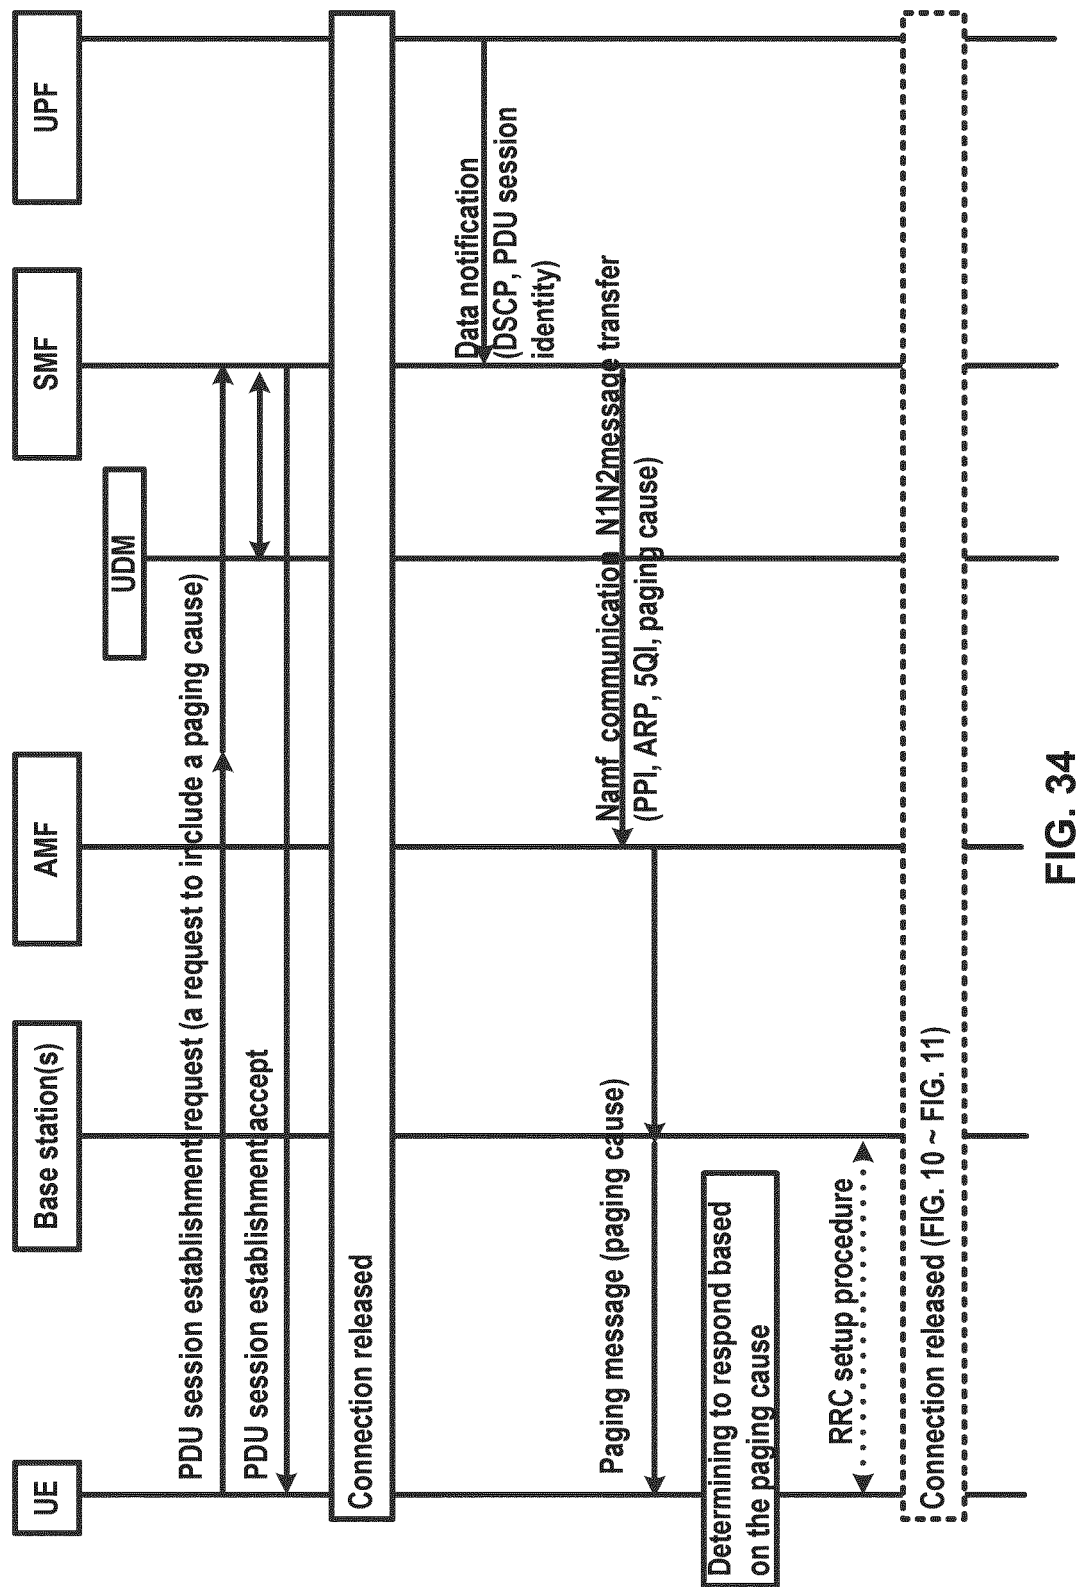 UE
Base station(s)
AMF
UDM
SMF
UPF
PDU session establishment request (a request to include a paging cause)
PDU session establishment accept
Connection released
Data notification
(DSCP, PDU session
identity)
Namf communication N1N2message transfer
(PPI, ARP, 5QI, paging cause)
Paging message (paging cause)
Determining to respond based
on the paging cause
RRC setup procedure
Connection released (FIG. 10 ~ FIG. 11)
FIG. 34